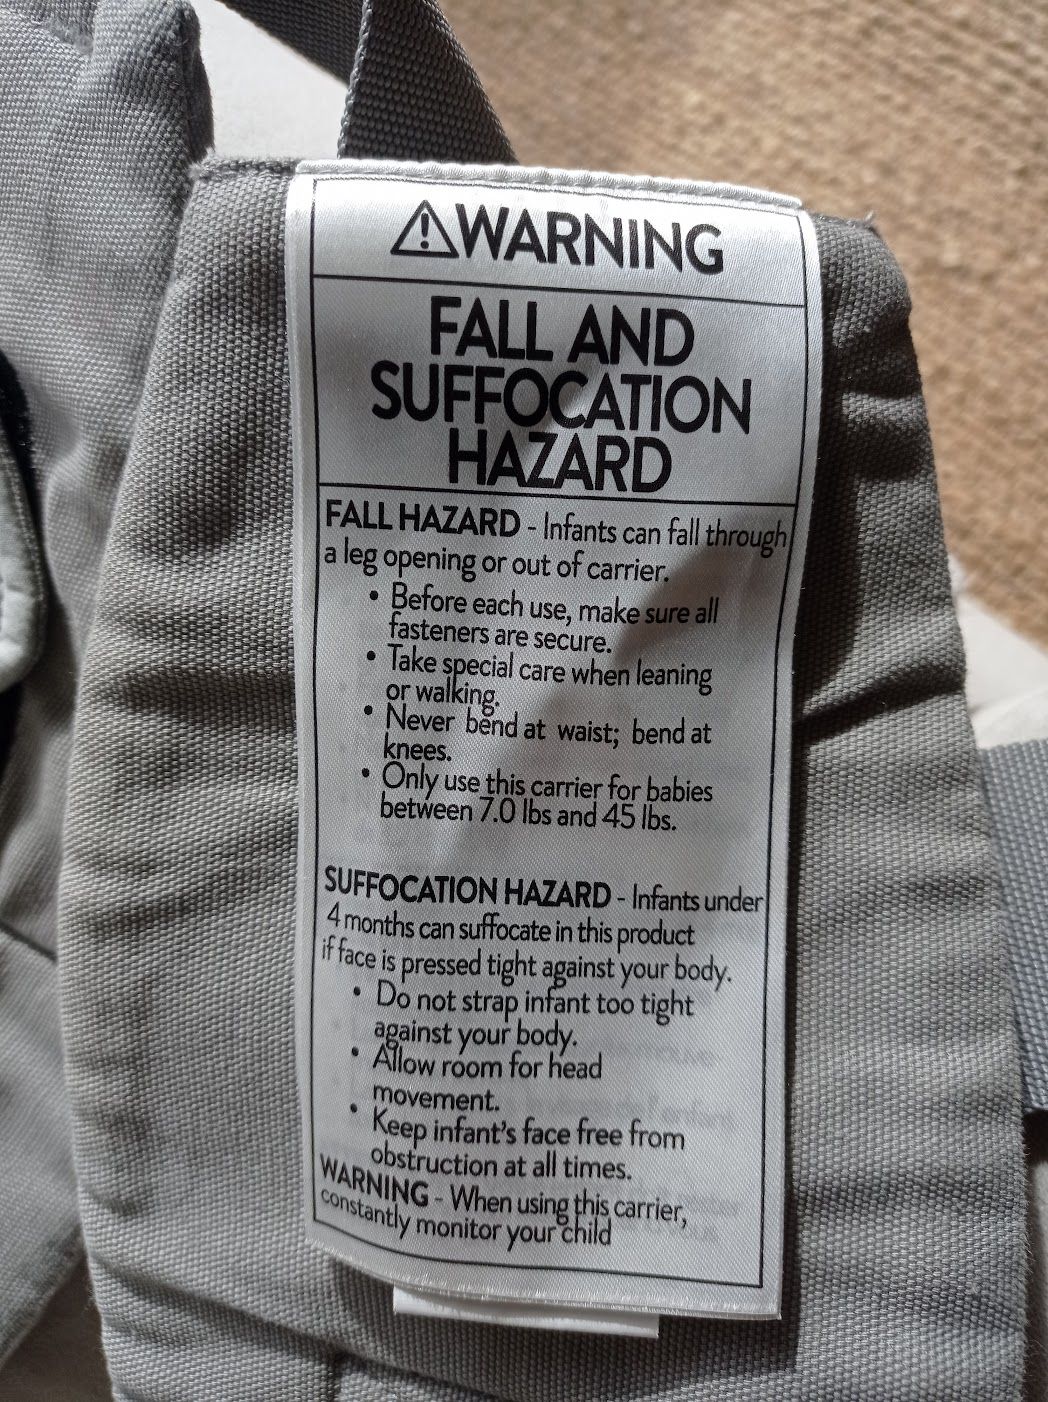 ⚠WARNING
FALL AND
SUFFOCATION
HAZARD
FALL HAZARD - Infants can fall through
a leg opening or out of carrier.
• Before each use, make sure all
fasteners are secure.
• Take special care when leaning
or walking.
• Never bend at waist; bend at
knees.
• Only use this carrier for babies
between 7.0 lbs and 45 lbs.
SUFFOCATION HAZARD - Infants under
4 months can suffocate in this product
if face is pressed tight against your body.
• Do not strap infant too tight
against your body.
• Allow room for head
movement.
• Keep infant's face free from
obstruction at all times.
WARNING - When using this carrier,
constantly monitor your child